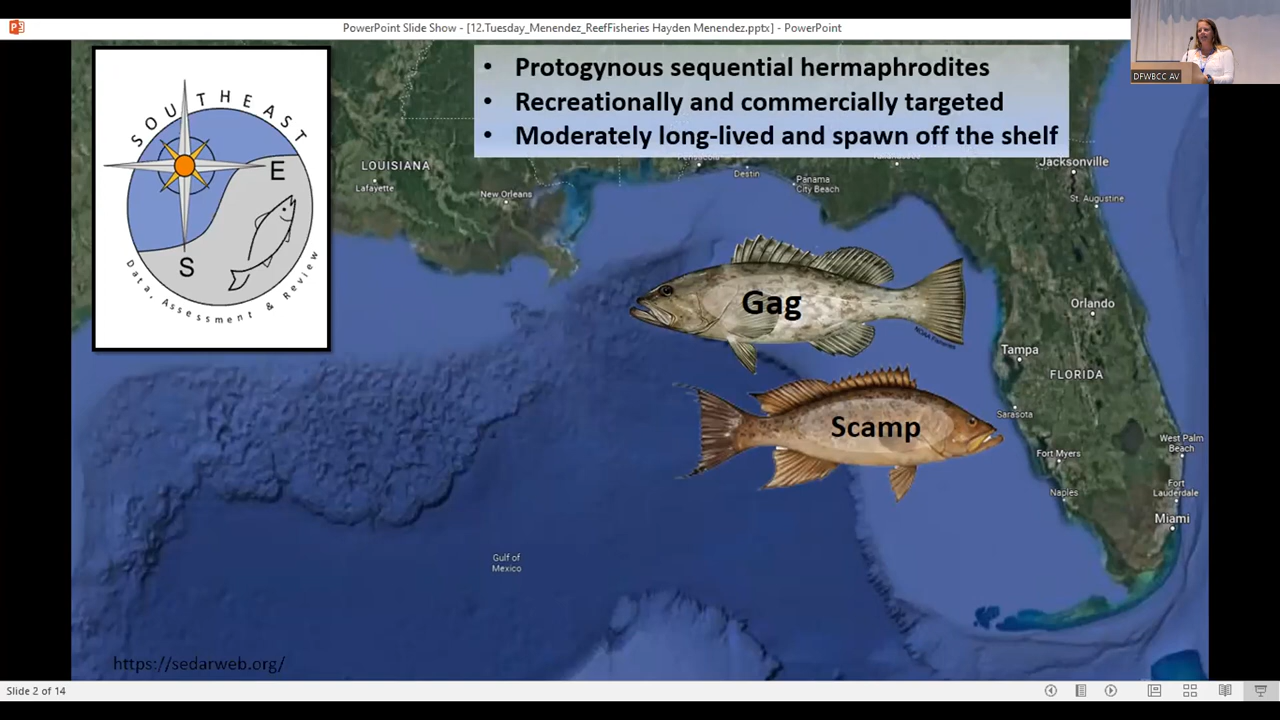 PowerPoint Slide Show - [12.Tuesday_Menendez_ReefFisheries Hayden Menendez.pptx] - PowerPoint
DFWBCC AV
SOUTHEAST
E
S
Data, Assessment & Review
• Protogynous sequential hermaphrodites
• Recreationally and commercially targeted
• Moderately long-lived and spawn off the shelf
LOUISIANA
Lafayette
New Orleans
Destin
Panama
City Beach
Jacksonville
St. Augustine
Gag
NOAA Fisheries
Orlando
Tampa
FLORIDA
Scamp
Sarasota
Fort Myers
West Palm
Beach
Naples
Fort
Lauderdale
Miami
Gulf of
Mexico
https://sedarweb.org/
Slide 2 of 14